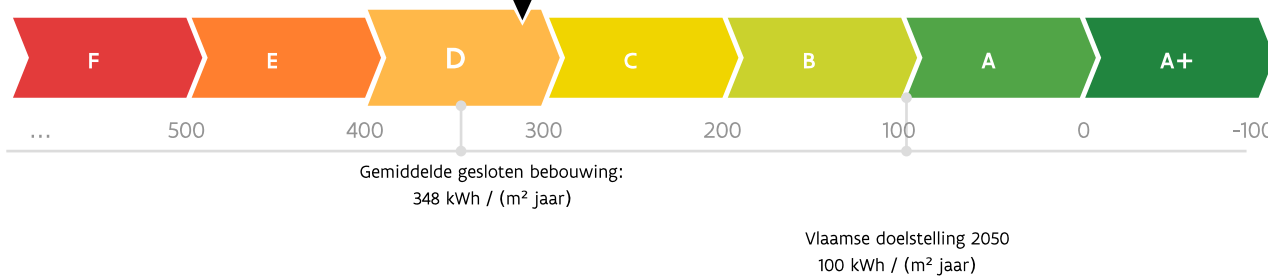 F E D C B A A+
... 500 400 300 200 100 0 -100
Gemiddelde gesloten bebouwing:
348 kWh / (m² jaar)
Vlaamse doelstelling 2050
100 kWh / (m² jaar)